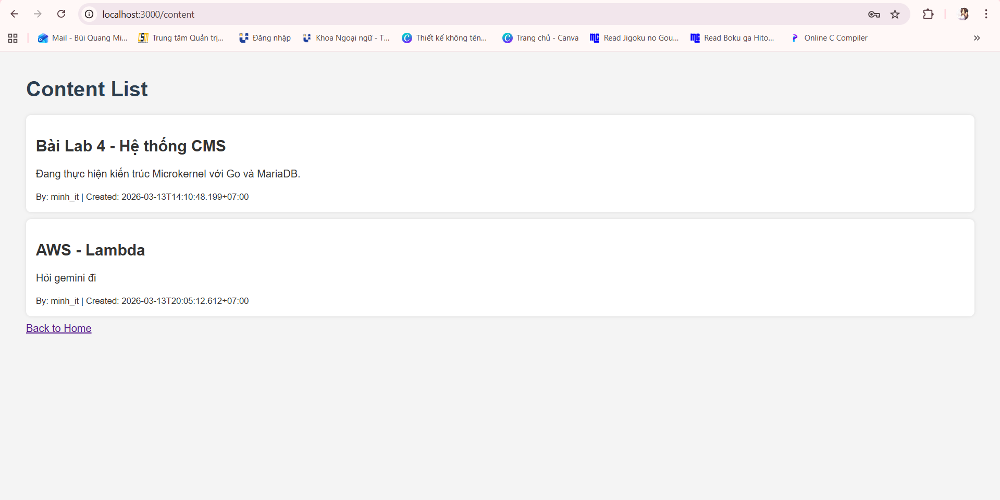 localhost:3000/content
Mail - Bùi Quang Mi... Trung tâm Quản trị... Đăng nhập Khoa Ngoại ngữ - T... Thiết kế không tên... Trang chủ - Canva Read Jigoku no Gou... Read Boku ga Hito... Online C Compiler
Content List
Bài Lab 4 - Hệ thống CMS
Đang thực hiện kiến trúc Microkernel với Go và MariaDB.
By: minh_it | Created: 2026-03-13T14:10:48.199+07:00
AWS - Lambda
Hỏi gemini đi
By: minh_it | Created: 2026-03-13T20:05:12.612+07:00
Back to Home